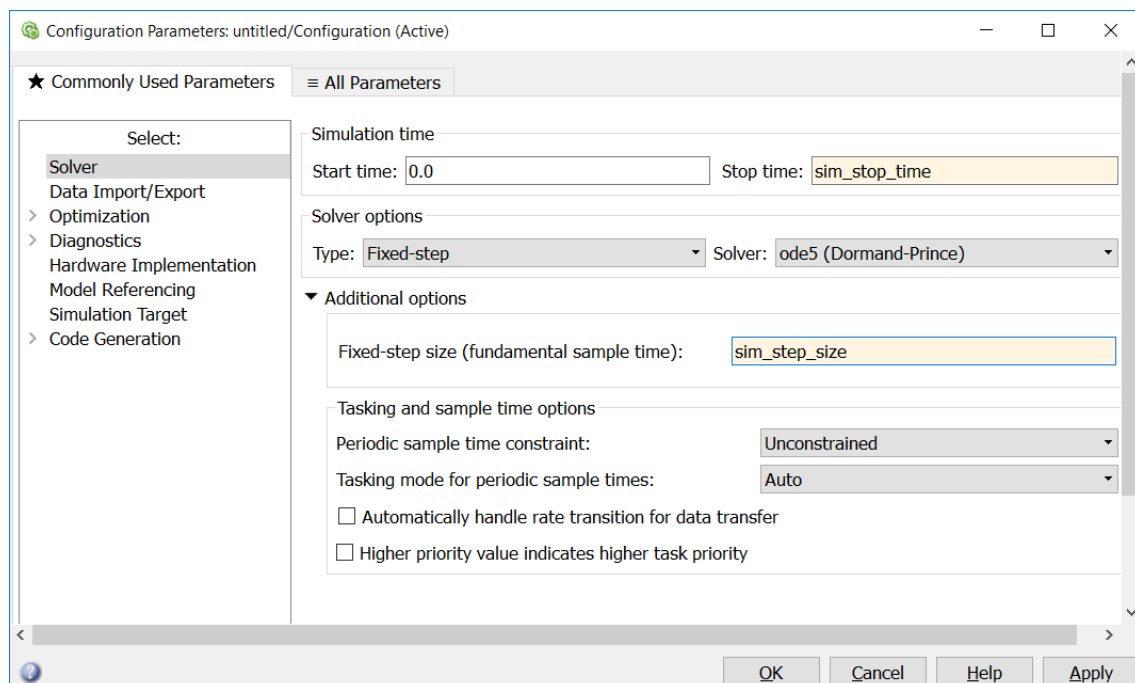 Configuration Parameters: untitled/Configuration (Active)
★ Commonly Used Parameters
≡ All Parameters
Select:
Solver
Data Import/Export
Optimization
Diagnostics
Hardware Implementation
Model Referencing
Simulation Target
Code Generation
Simulation time
Start time: 0.0 Stop time: sim_stop_time
Solver options
Type: Fixed-step Solver: ode5 (Dormand-Prince)
Additional options
Fixed-step size (fundamental sample time): sim_step_size
Tasking and sample time options
Periodic sample time constraint: Unconstrained
Tasking mode for periodic sample times: Auto
Automatically handle rate transition for data transfer
Higher priority value indicates higher task priority
OK Cancel Help Apply